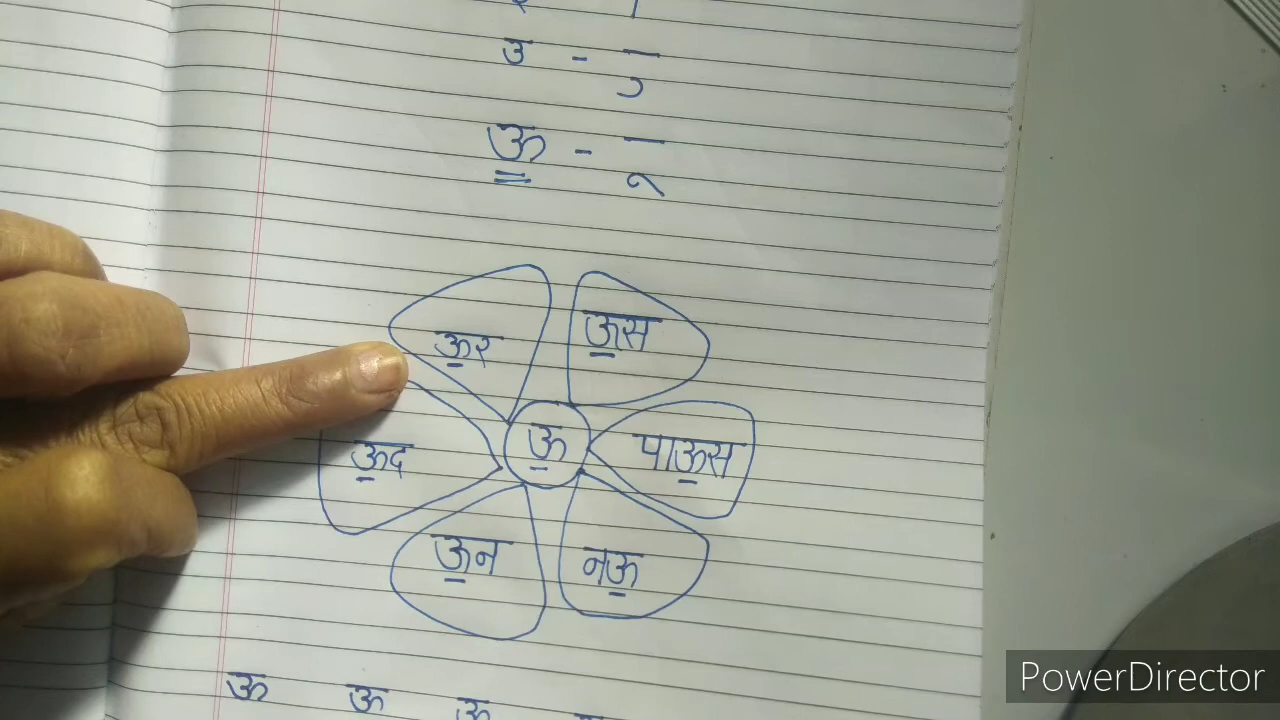 उ - ु
ऊ - ू
ऊर ऊस
ऊद ऊ पाऊस
ऊन नऊ
ऊ ऊ ऊ
PowerDirector